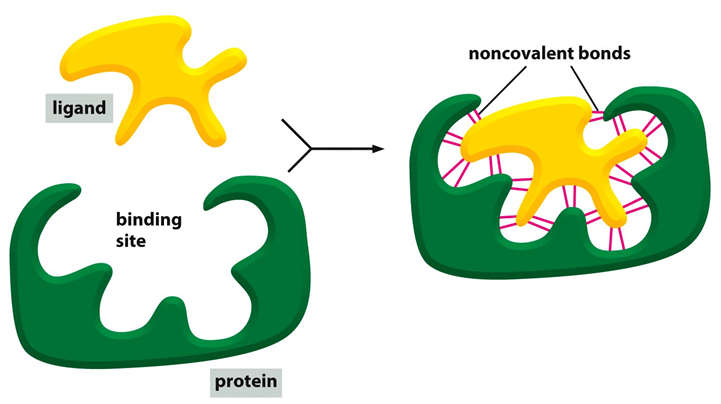 ligand
binding
site
protein
noncovalent bonds